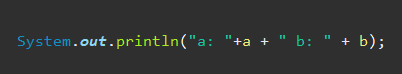 System.out.println("a: "+a + " b: " + b);